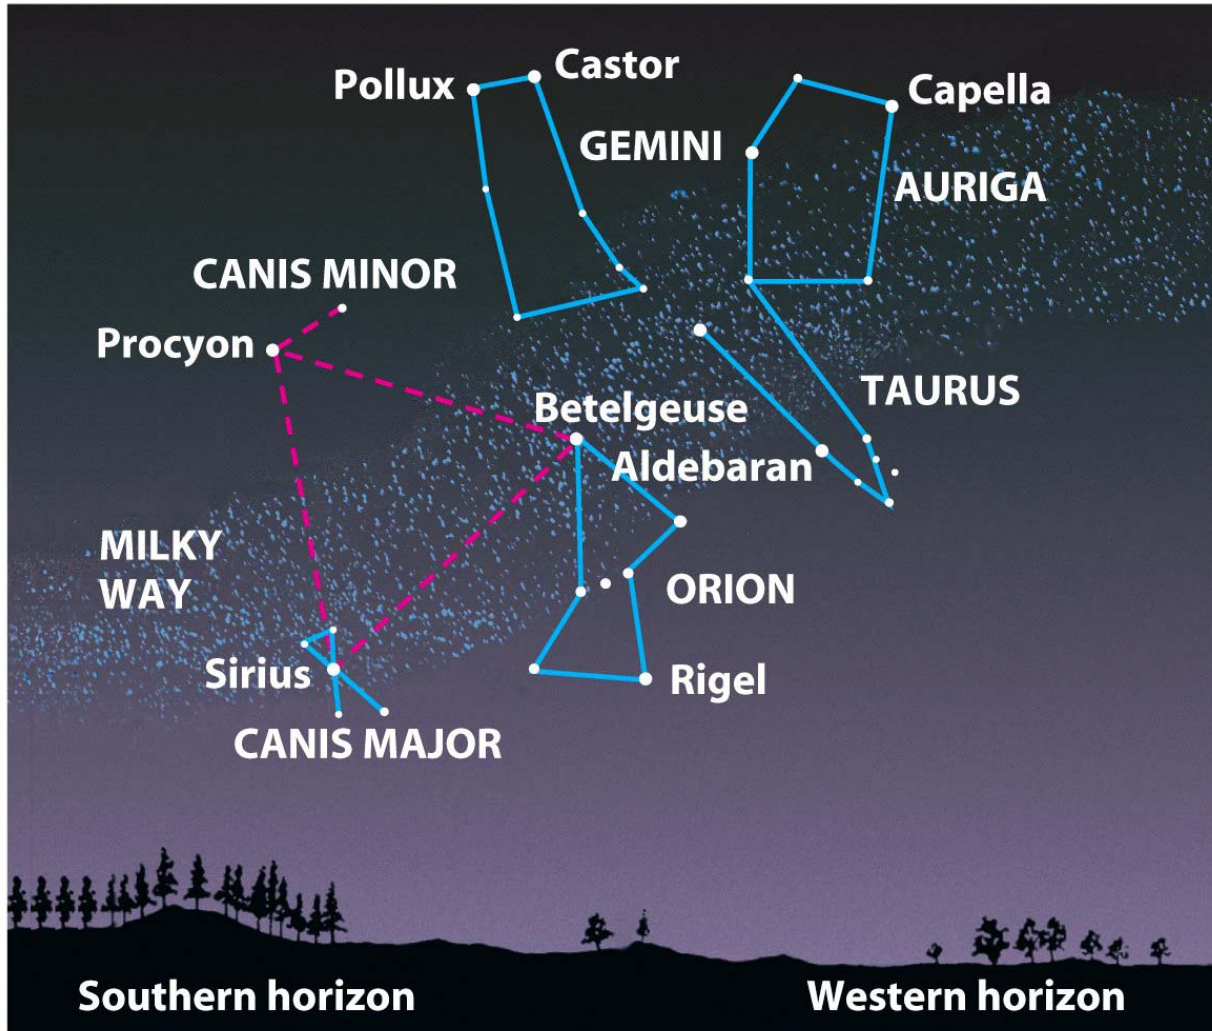 Pollux
Castor
Capella
GEMINI
AURIGA
CANIS MINOR
Procyon
TAURUS
Betelgeuse
Aldebaran
MILKY
WAY
ORION
Sirius
Rigel
CANIS MAJOR
Southern horizon
Western horizon